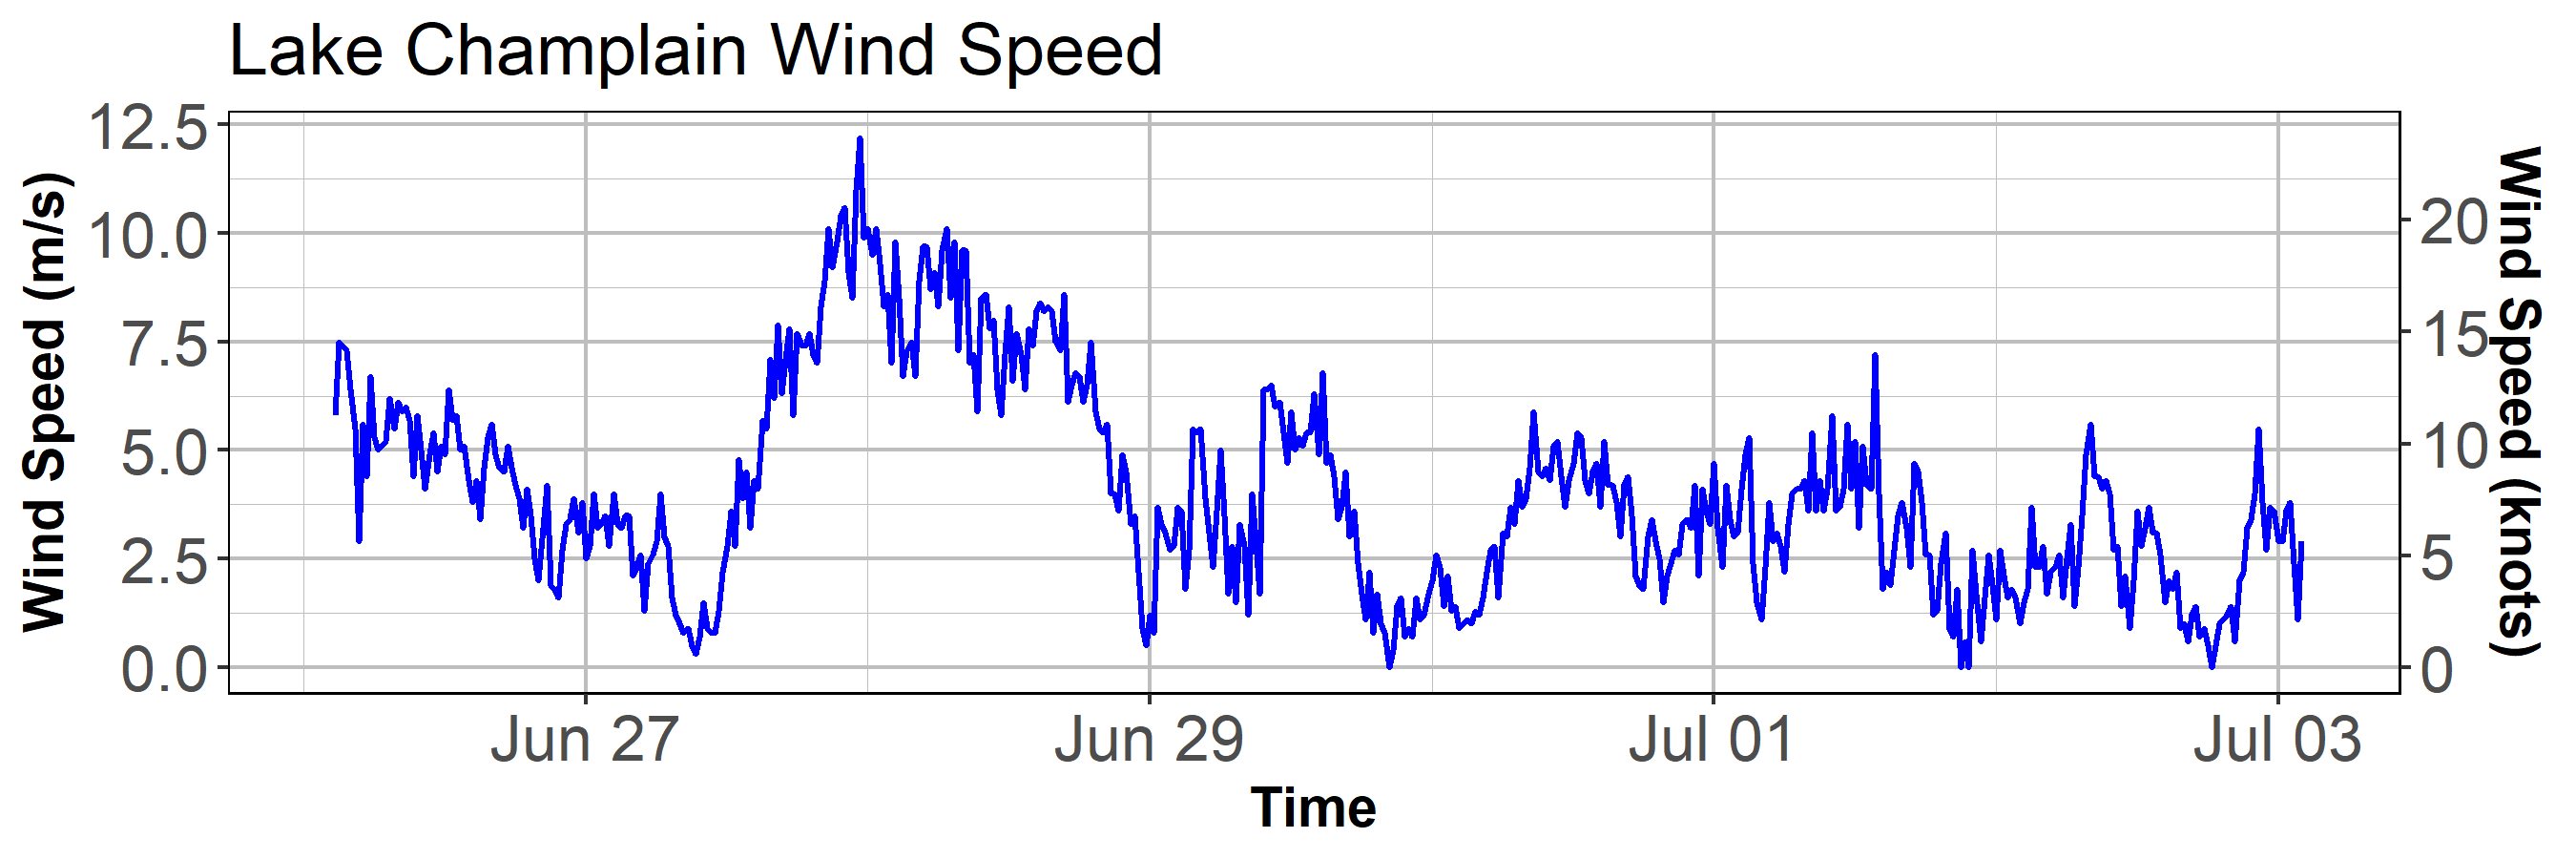 Lake Champlain Wind Speed
Wind Speed (m/s)
12.5
10.0
7.5
5.0
2.5
0.0
20
15
10
5
0
Wind Speed (knots)
Jun 27
Jun 29
Jul 01
Jul 03
Time